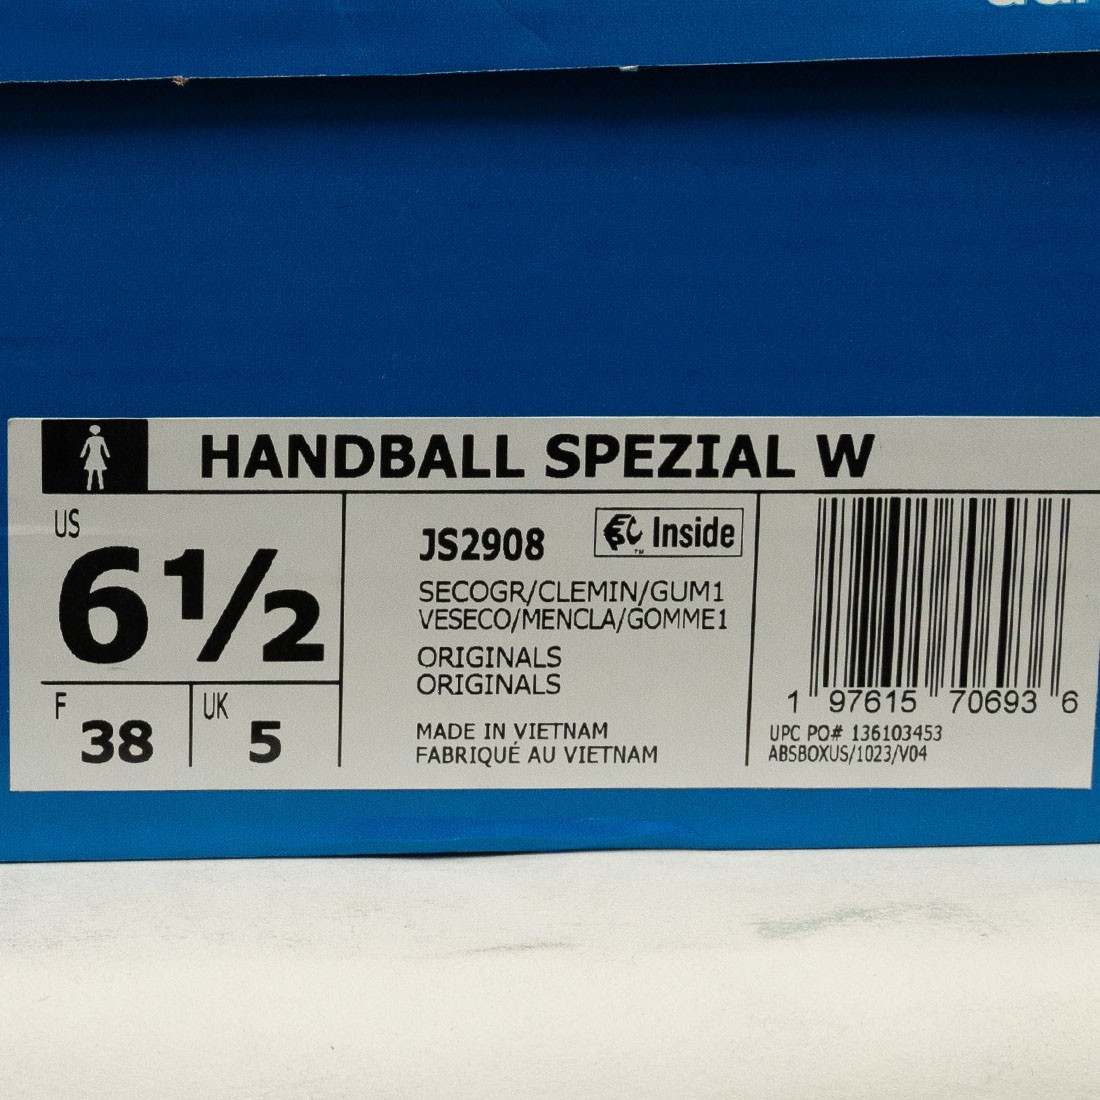 HANDBALL SPEZIAL W
US
6½
F
38
UK
5
JS2908
Inside
™
SECOGR/CLEMIN/GUM1
VESECO/MENCLA/GOMME1
ORIGINALS
ORIGINALS
MADE IN VIETNAM
FABRIQUÉ AU VIETNAM
1 97615 70693 6
UPC PO# 136103453
ABSBOXUS/1023/V04